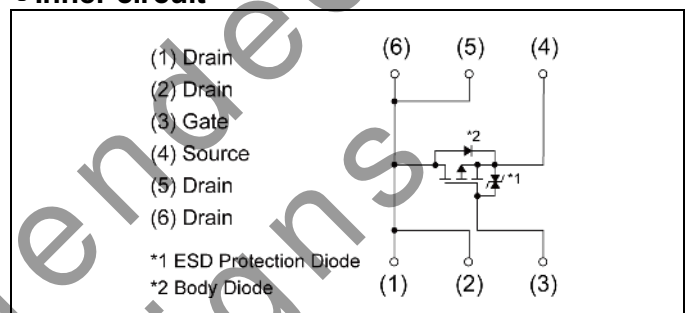 Inner circuit
(1) Drain
(2) Drain
(3) Gate
(4) Source
(5) Drain
(6) Drain
*1 ESD Protection Diode
*2 Body Diode
(6) (5) (4)
*2
*1
(1) (2) (3)